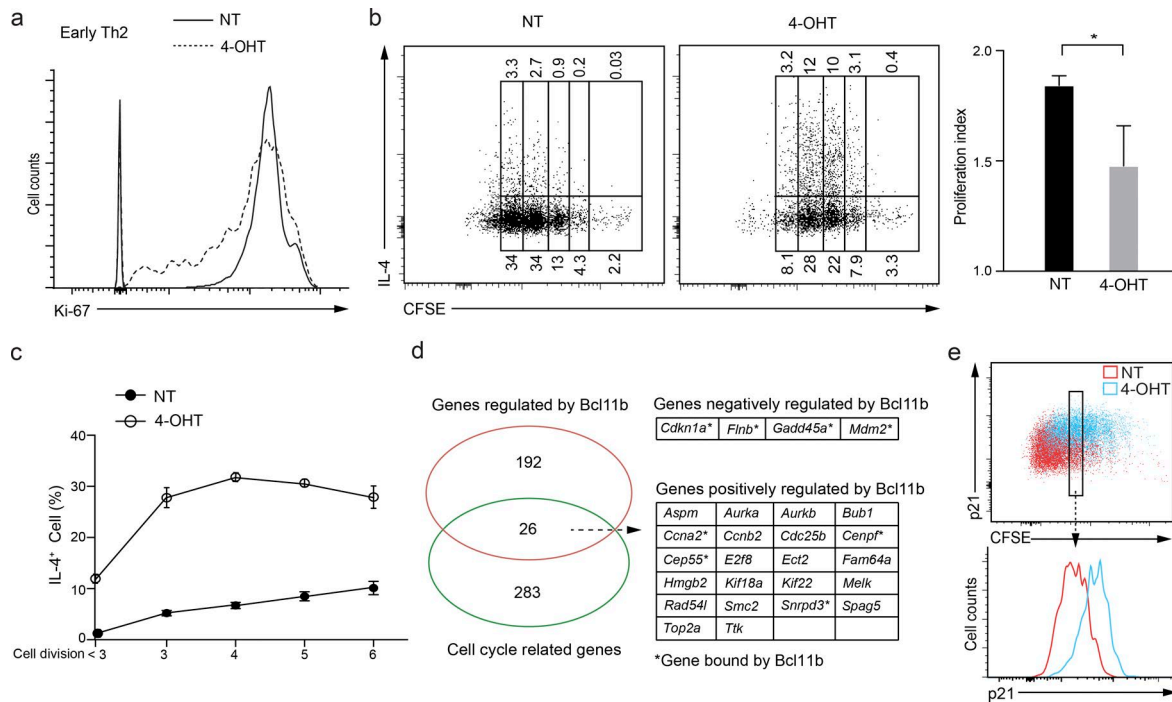 a
Early Th2
NT
4-OHT
Cell counts
Ki-67
b
NT
4-OHT
3.3 2.7 0.9 0.2 0.03
3.2 12 10 3.1 0.4
34 34 13 4.3 2.2
8.1 28 22 7.9 3.3
IL-4
CFSE
*
2.0
1.5
1.0
Proliferation index
NT 4-OHT
c
NT
4-OHT
40
30
20
10
0
IL-4+ Cell (%)
Cell division < 3 3 4 5 6
d
Genes regulated by Bcl11b
192
26
283
Cell cycle related genes
Genes negatively regulated by Bcl11b
Cdkn1a* Flnb* Gadd45a* Mdm2*
Genes positively regulated by Bcl11b
Aspm Aurka Aurkb Bub1
Ccna2* Ccnb2 Cdc25b Cenpf*
Cep55* E2f8 Ect2 Fam64a
Hmgb2 Kif18a Kif22 Melk
Rad54l Smc2 Snrpd3* Spag5
Top2a Ttk
*Gene bound by Bcl11b
e
NT
4-OHT
p21
CFSE
Cell counts
p21